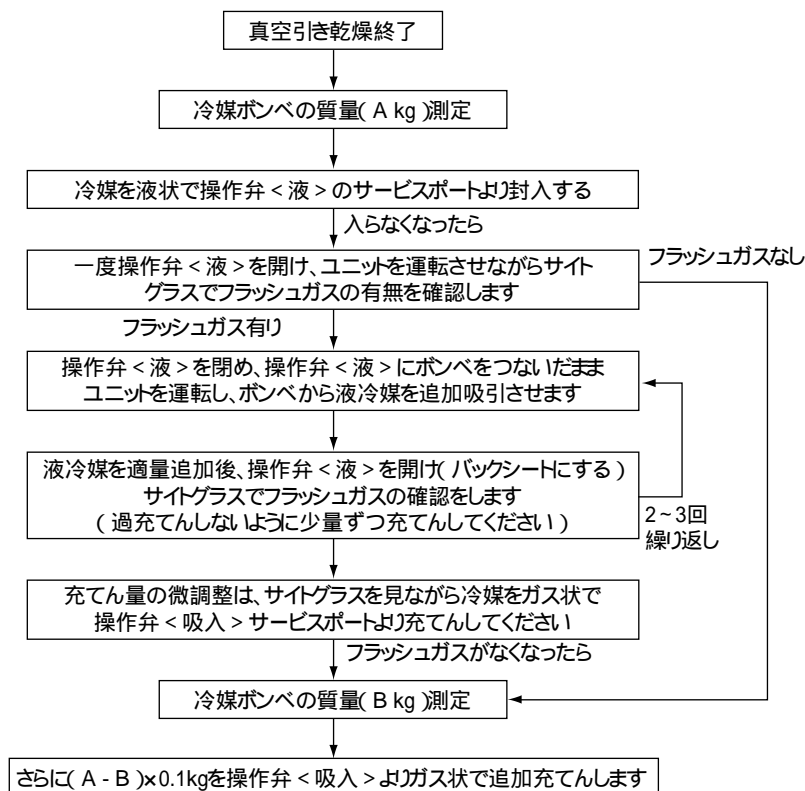 真空引き乾燥終了
冷媒ボンベの質量(A kg)測定
冷媒を液状で操作弁<液>のサービスポートより封入する
入らなくなったら
一度操作弁<液>を開け、ユニットを運転させながらサイト
グラスでフラッシュガスの有無を確認します
フラッシュガスなし
フラッシュガス有り
操作弁<液>を閉め、操作弁<液>にボンベをつないだまま
ユニットを運転し、ボンベから液冷媒を追加吸引させます
液冷媒を適量追加後、操作弁<液>を開け(バックシートにする)
サイトグラスでフラッシュガスの確認をします
(過充てんしないように少量ずつ充てんしてください)
2~3回
繰り返し
充てん量の微調整は、サイトグラスを見ながら冷媒をガス状で
操作弁<吸入>サービスポートより充てんしてください
フラッシュガスがなくなったら
冷媒ボンベの質量(B kg)測定
さらに(A-B)×0.1kgを操作弁<吸入>よりガス状で追加充てんします